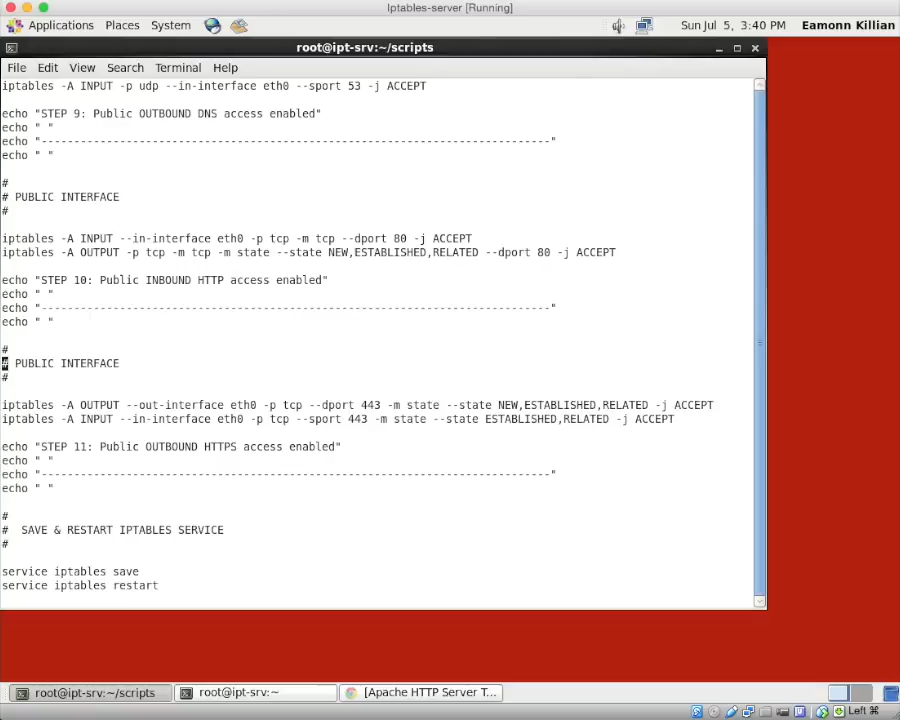 Iptables-server [Running]
Applications Places System Sun Jul 5, 3:40 PM Eamonn Killian
root@ipt-srv:~/scripts
File Edit View Search Terminal Help
iptables -A INPUT -p udp --in-interface eth0 --sport 53 -j ACCEPT
echo "STEP 9: Public OUTBOUND DNS access enabled"
echo " "
echo "------------------------------------------------------------------------------"
echo " "
#
# PUBLIC INTERFACE
#
iptables -A INPUT --in-interface eth0 -p tcp -m tcp --dport 80 -j ACCEPT
iptables -A OUTPUT -p tcp -m tcp -m state --state NEW,ESTABLISHED,RELATED --dport 80 -j ACCEPT
echo "STEP 10: Public INBOUND HTTP access enabled"
echo " "
echo "------------------------------------------------------------------------------"
echo " "
#
# PUBLIC INTERFACE
#
iptables -A OUTPUT --out-interface eth0 -p tcp --dport 443 -m state --state NEW,ESTABLISHED,RELATED -j ACCEPT
iptables -A INPUT --in-interface eth0 -p tcp --sport 443 -m state --state ESTABLISHED,RELATED -j ACCEPT
echo "STEP 11: Public OUTBOUND HTTPS access enabled"
echo " "
echo "------------------------------------------------------------------------------"
echo " "
#
#  SAVE & RESTART IPTABLES SERVICE
#
service iptables save
service iptables restart
root@ipt-srv:~/scripts root@ipt-srv:~ [Apache HTTP Server T...
Left ⌘